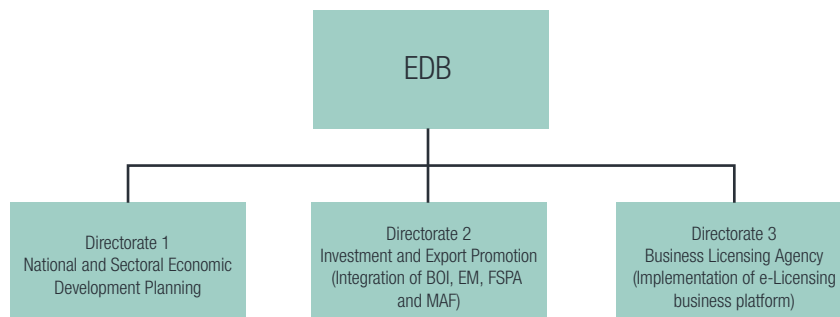 EDB
Directorate 1
National and Sectoral Economic
Development Planning
Directorate 2
Investment and Export Promotion
(Integration of BOI, EM, FSPA
and MAF)
Directorate 3
Business Licensing Agency
(Implementation of e-Licensing
business platform)